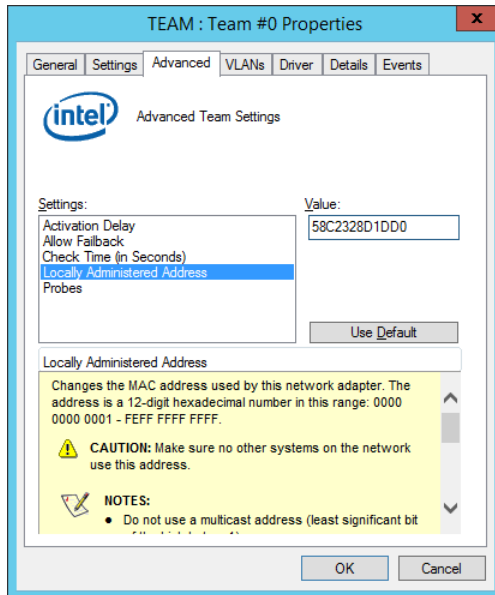 TEAM : Team #0 Properties
x
General Settings Advanced VLANs Driver Details Events
intel Advanced Team Settings
Settings: Value:
Activation Delay 58C2328D1DD0
Allow Failback
Check Time (in Seconds)
Locally Administered Address
Probes
Use Default
Locally Administered Address
Changes the MAC address used by this network adapter. The
address is a 12-digit hexadecimal number in this range: 0000
0000 0001 - FEFF FFFF FFFF.
CAUTION: Make sure no other systems on the network
use this address.
NOTES:
• Do not use a multicast address (least significant bit
OK Cancel